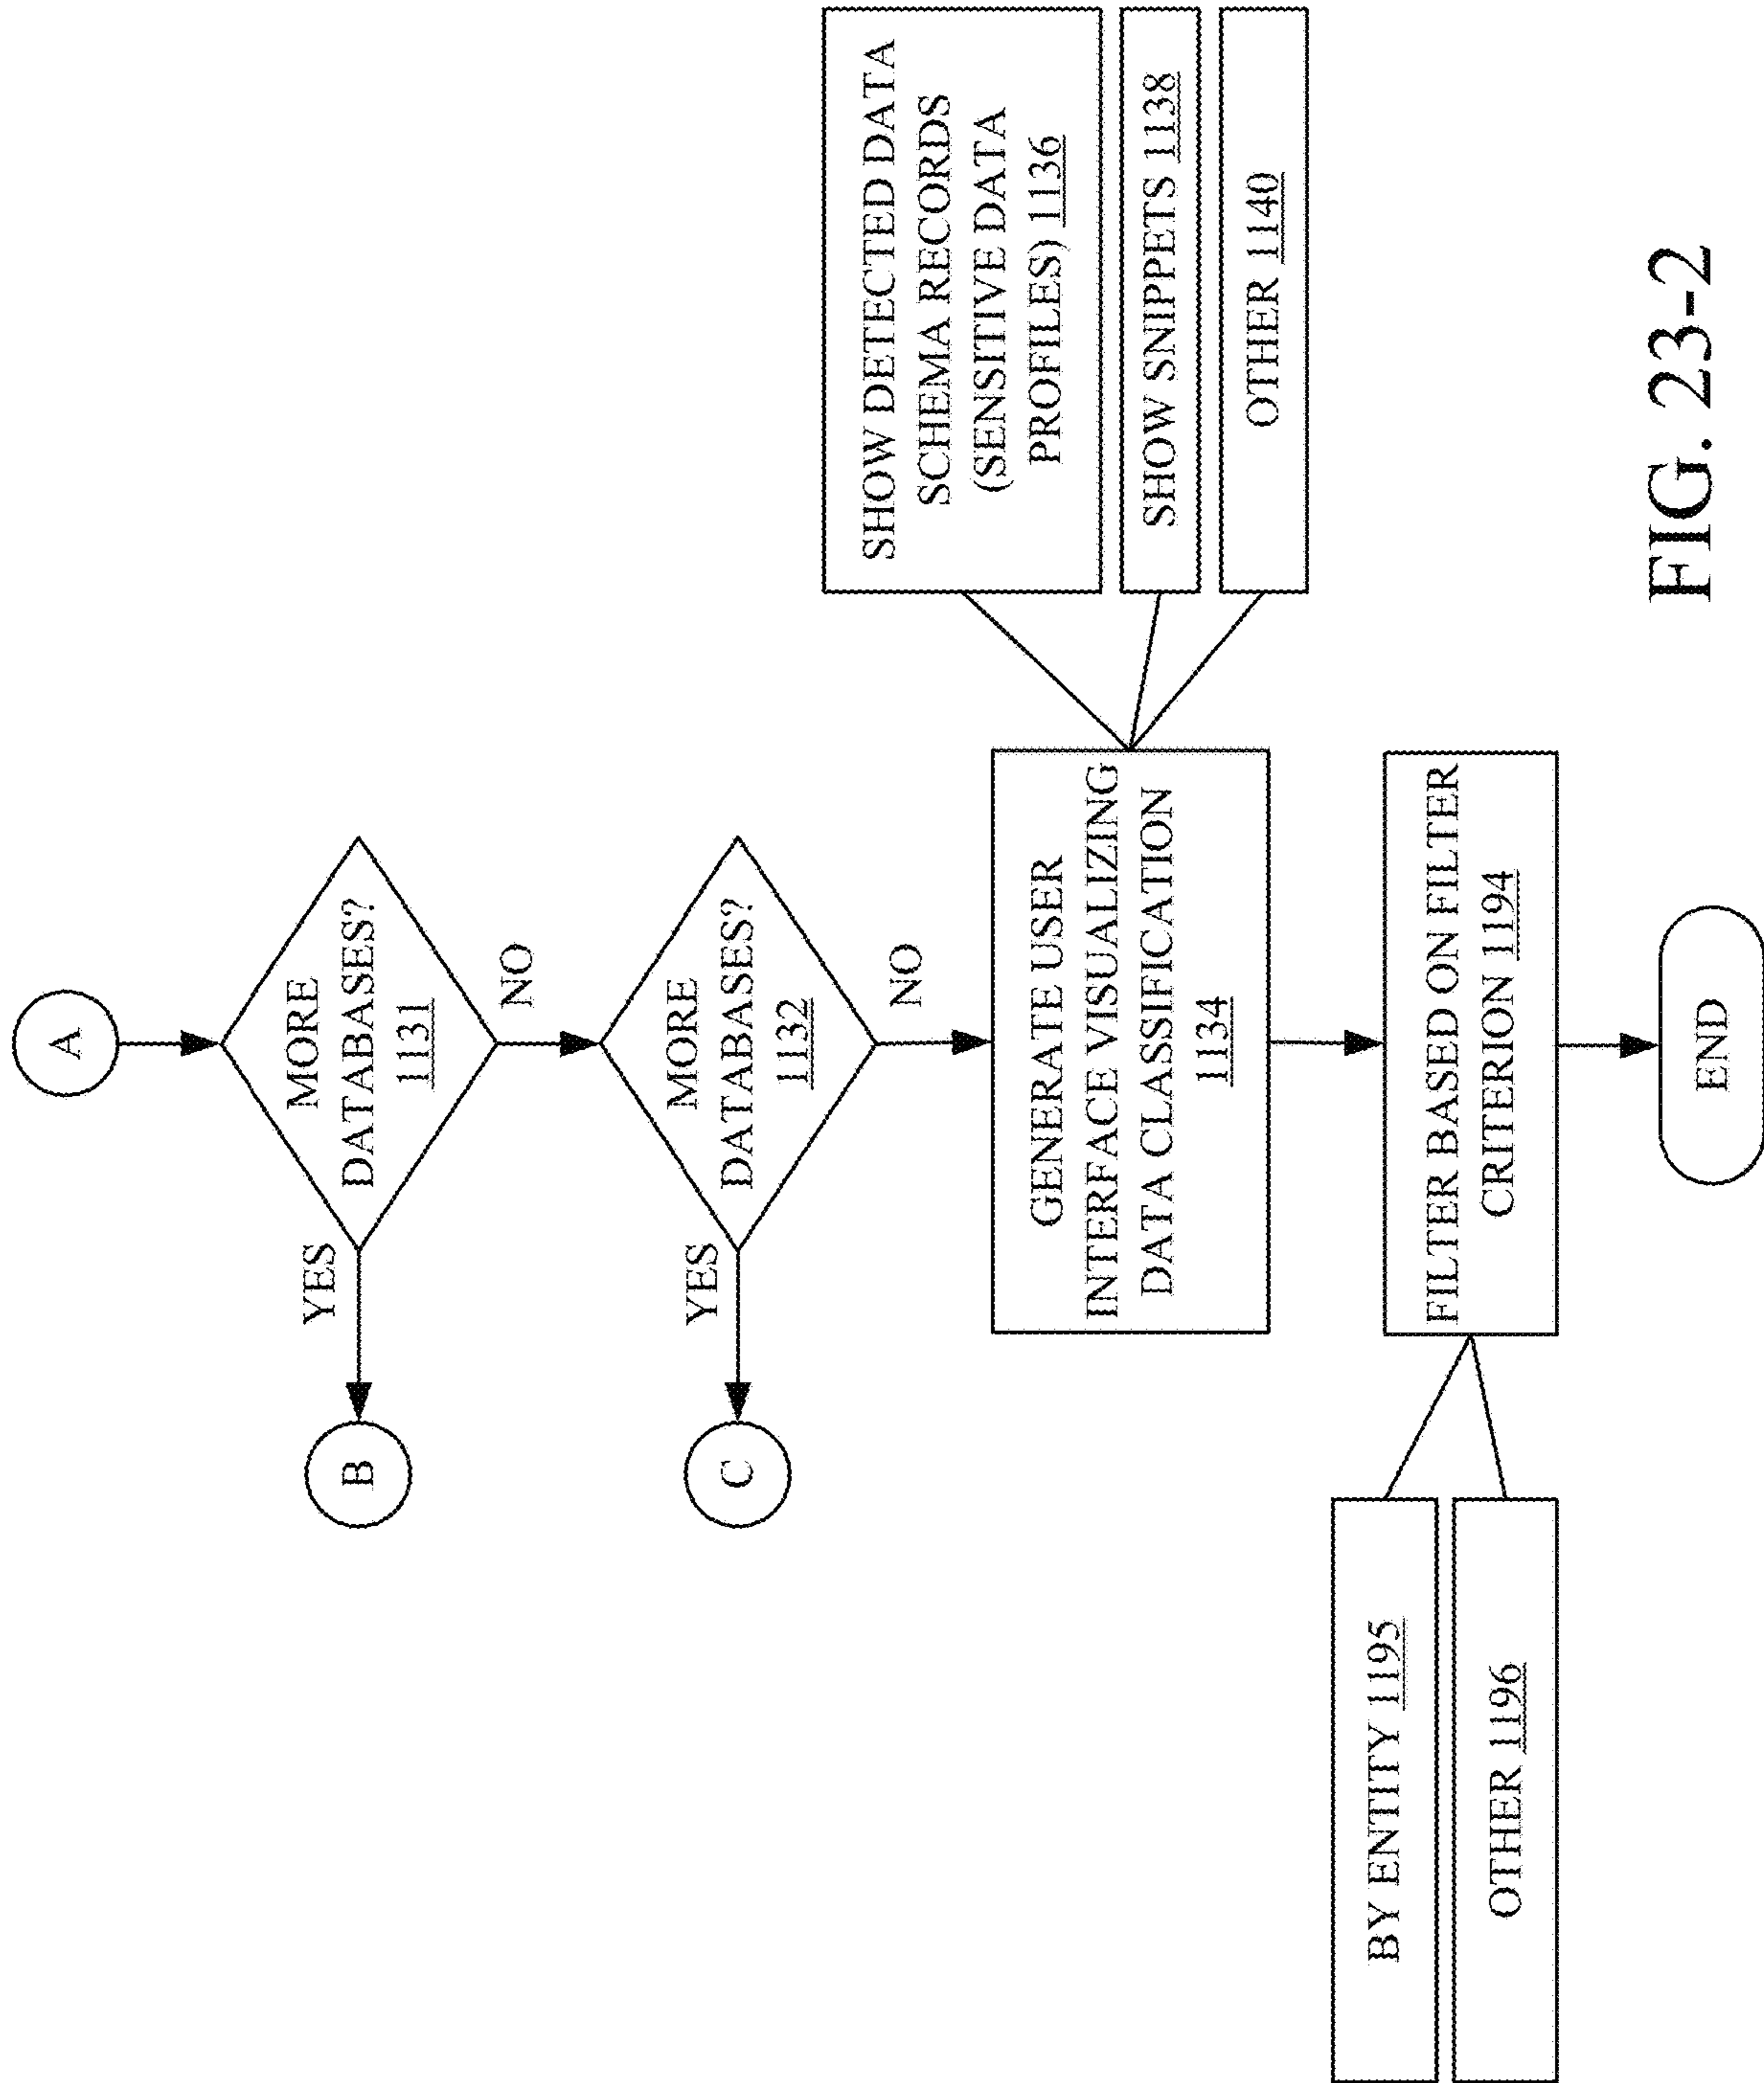 A
MORE
DATABASES?
1131
YES
B
NO
MORE
DATABASES?
1132
YES
C
NO
GENERATE USER
INTERFACE VISUALIZING
DATA CLASSIFICATION
1134
SHOW DETECTED DATA
SCHEMA RECORDS
(SENSITIVE DATA
PROFILES) 1136
SHOW SNIPPETS 1138
OTHER 1140
FILTER BASED ON FILTER
CRITERION 1194
BY ENTITY 1195
OTHER 1196
END
FIG. 23-2